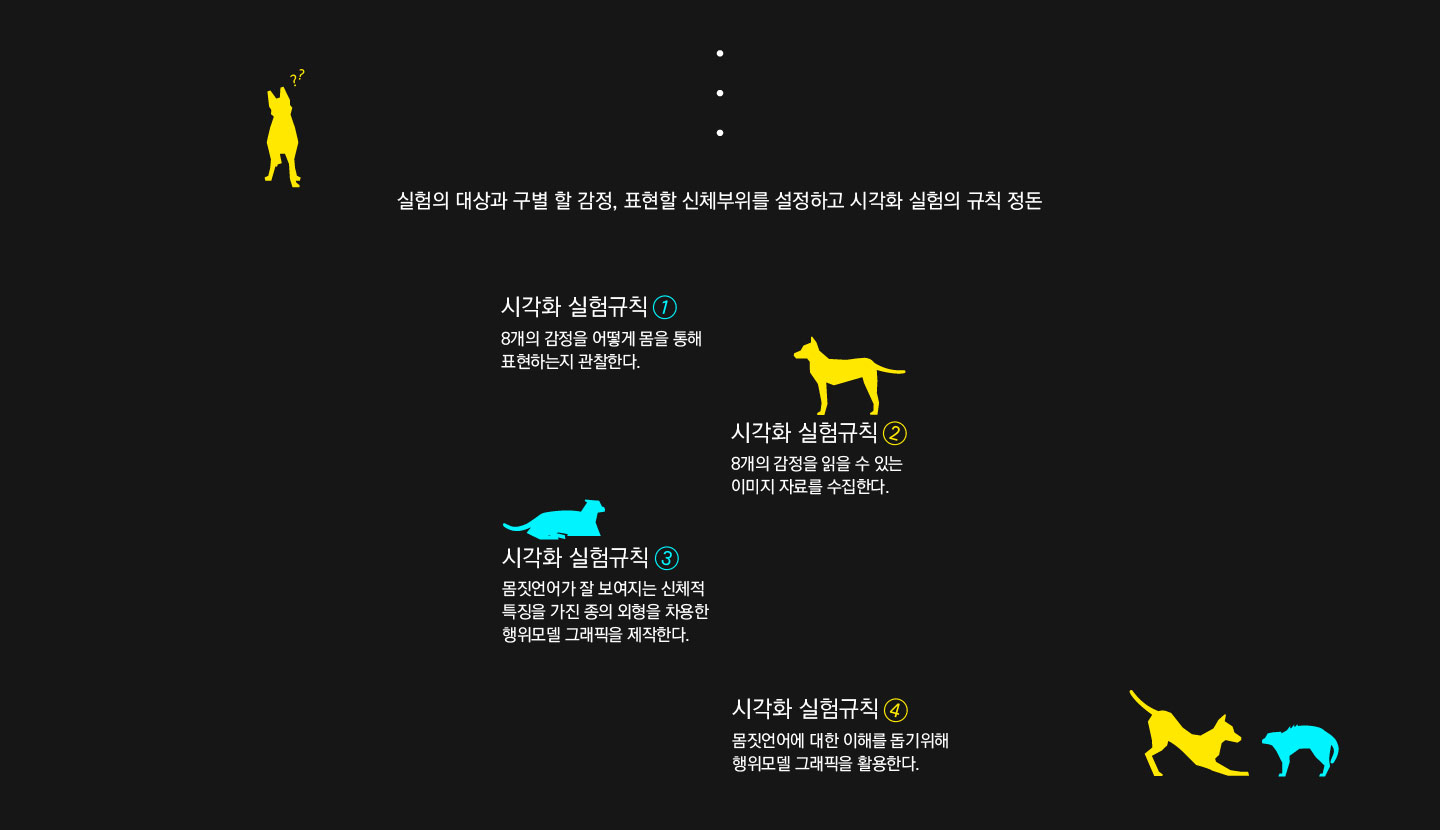 ??
실험의 대상과 구별 할 감정, 표현할 신체부위를 설정하고 시각화 실험의 규칙 정돈
시각화 실험규칙 ①
8개의 감정을 어떻게 몸을 통해
표현하는지 관찰한다.
시각화 실험규칙 ②
8개의 감정을 읽을 수 있는
이미지 자료를 수집한다.
시각화 실험규칙 ③
몸짓언어가 잘 보여지는 신체적
특징을 가진 종의 외형을 차용한
행위모델 그래픽을 제작한다.
시각화 실험규칙 ④
몸짓언어에 대한 이해를 돕기위해
행위모델 그래픽을 활용한다.